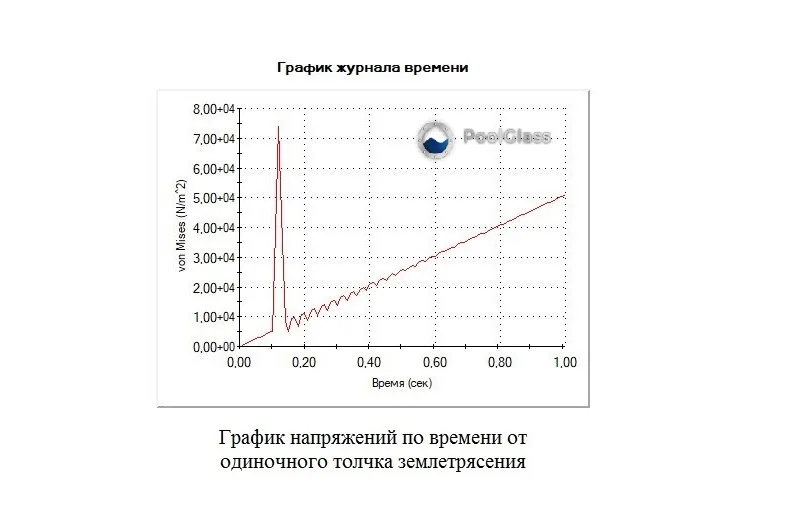 График журнала времени
PoolGlass
8,00+04
7,00+04
6,00+04
5,00+04
4,00+04
3,00+04
2,00+04
1,00+04
0,00+00
von Mises (N/m^2)
0,00 0,20 0,40 0,60 0,80 1,00
Время (сек)
График напряжений по времени от
одиночного толчка землетрясения